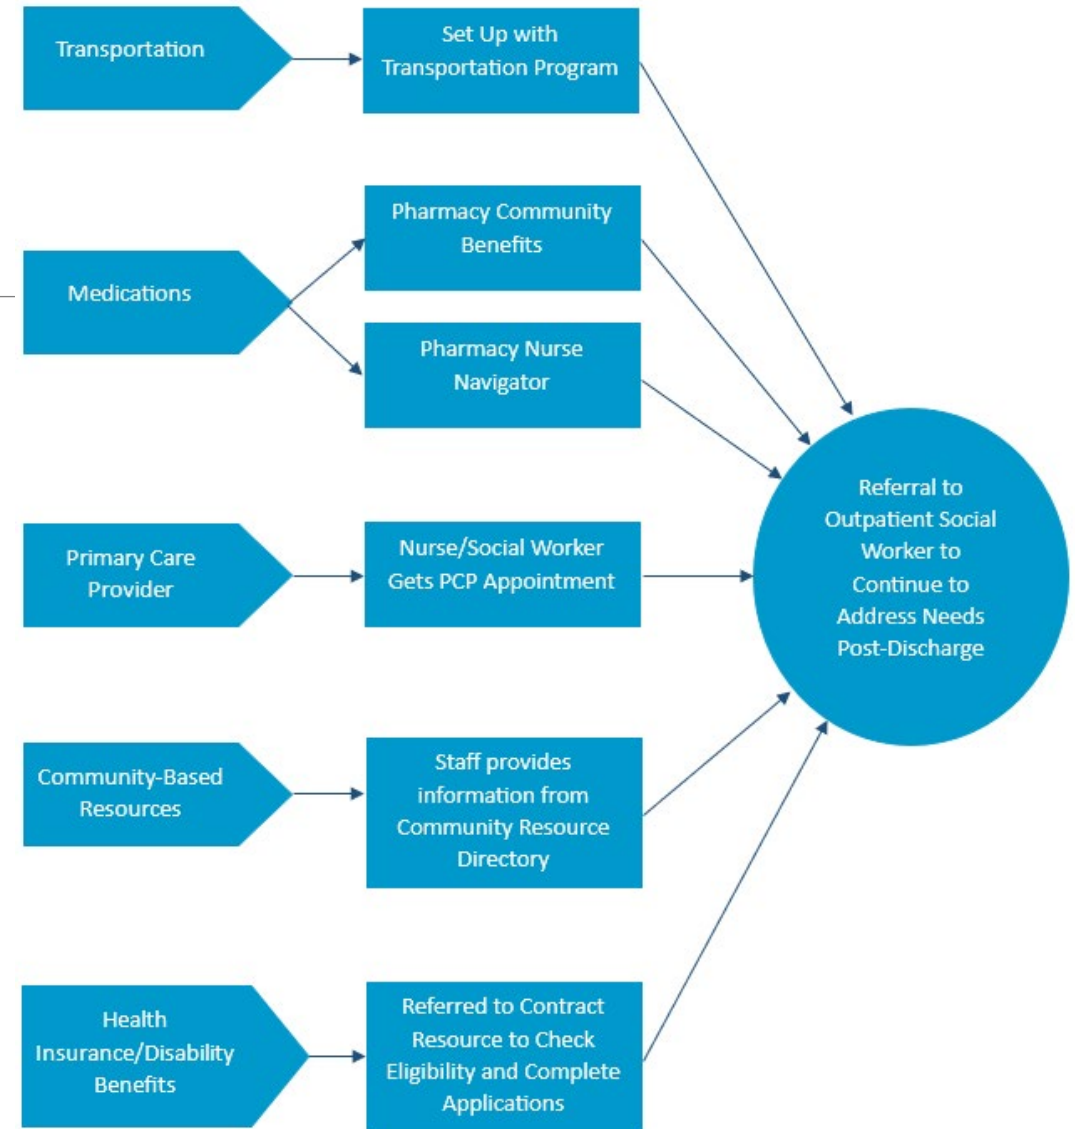 Transportation
Set Up with
Transportation Program
Medications
Pharmacy Community
Benefits
Pharmacy Nurse
Navigator
Primary Care
Provider
Nurse/Social Worker
Gets PCP Appointment
Community-Based
Resources
Staff provides
information from
Community Resource
Directory
Health
Insurance/Disability
Benefits
Referred to Contract
Resource to Check
Eligibility and Complete
Applications
Referral to
Outpatient Social
Worker to
Continue to
Address Needs
Post-Discharge